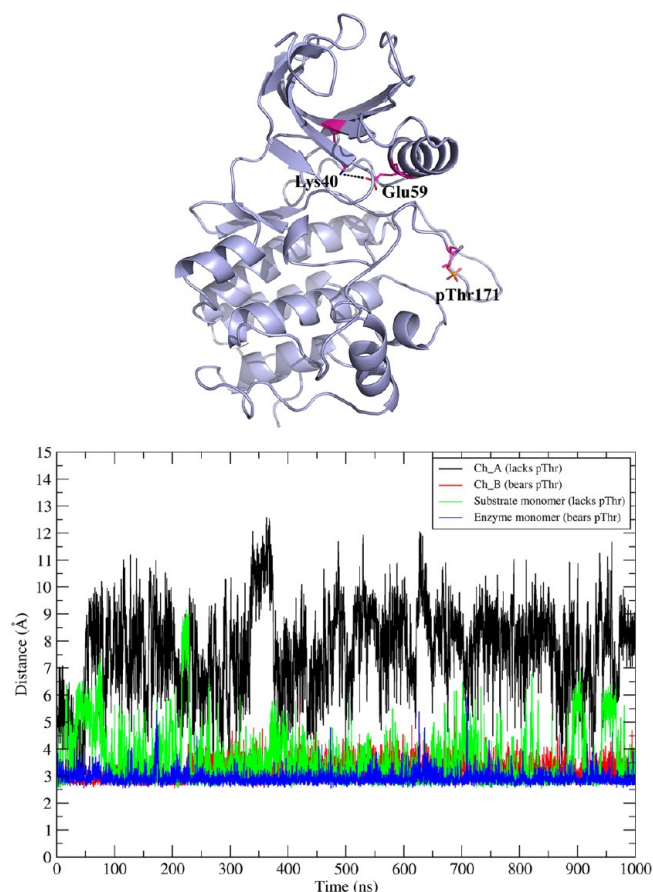 Lys40
Glu59
pThr171
15
14
13
12
11
10
9
8
7
6
5
4
3
2
1
0
Distance (Å)
Ch_A (lacks pThr)
Ch_B (bears pThr)
Substrate monomer (lacks pThr)
Enzyme monomer (bears pThr)
0 100 200 300 400 500 600 700 800 900 1000
Time (ns)